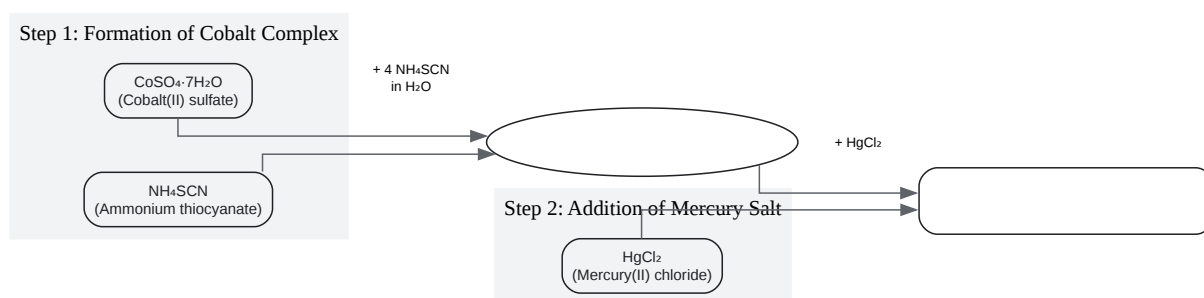 Step 1: Formation of Cobalt Complex
CoSO₄·7H₂O
(Cobalt(II) sulfate)
+ 4 NH₄SCN
in H₂O
NH₄SCN
(Ammonium thiocyanate)
+ HgCl₂
Step 2: Addition of Mercury Salt
HgCl₂
(Mercury(II) chloride)